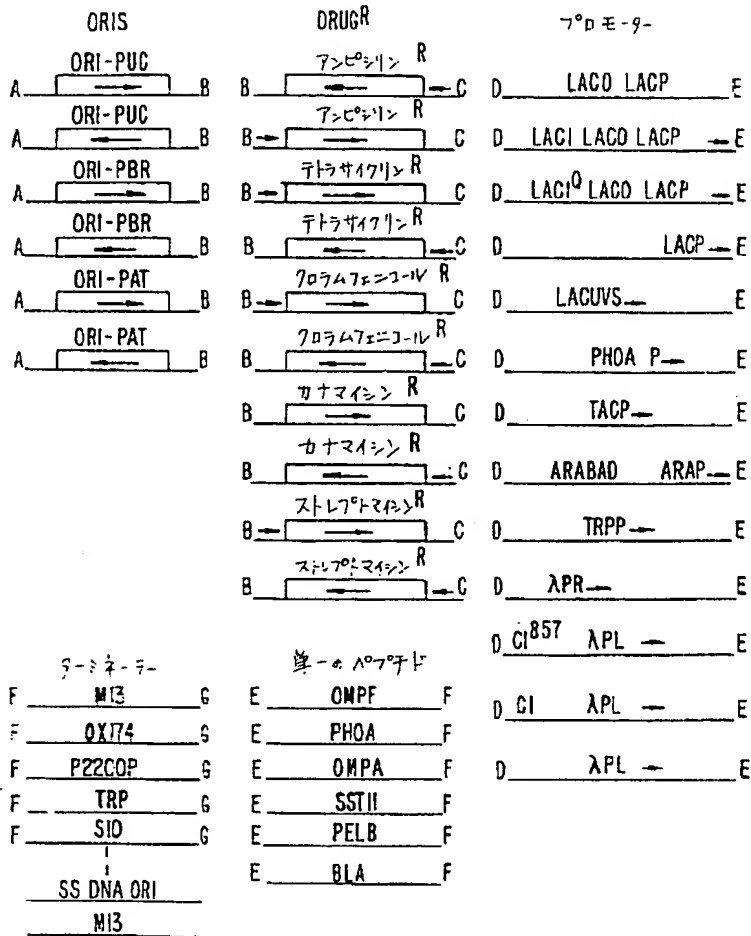 ORIS
ORI-PUC
A B
ORI-PUC
A B
ORI-PBR
A B
ORI-PBR
A B
ORI-PAT
A B
ORI-PAT
A B
DRUGR
アンピシリン R
B C
アンピシリン R
B C
テトラサイクリン R
B C
テトラサイクリン R
B C
クロラムフェニコール R
B C
クロラムフェニコール R
B C
カナマイシン R
B C
カナマイシン R
B C
ストレプトマイシン R
B C
ストレプトマイシン R
B C
プロモーター
D LACO LACP E
D LACI LACO LACP E
D LACIQ LACO LACP E
D LACP E
D LACUVS E
D PHOA P E
D TACP E
D ARABAD ARAP E
D TRPP E
D λPR E
D CI857 λPL E
D CI λPL E
D λPL E
ターミネーター
F M13 G
F OX174 G
F P22COP G
F TRP G
F S10 G
SS DNA ORI
M13
単一のペプチド
E OMPF F
E PHOA F
E OMPA F
E SSTII F
E PELB F
E BLA F